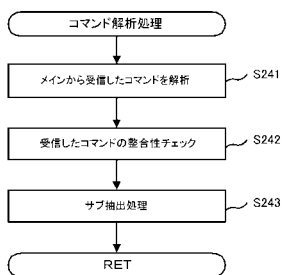 コマンド解析処理
メインから受信したコマンドを解析
S241
受信したコマンドの整合性チェック
S242
サブ抽出処理
S243
RET